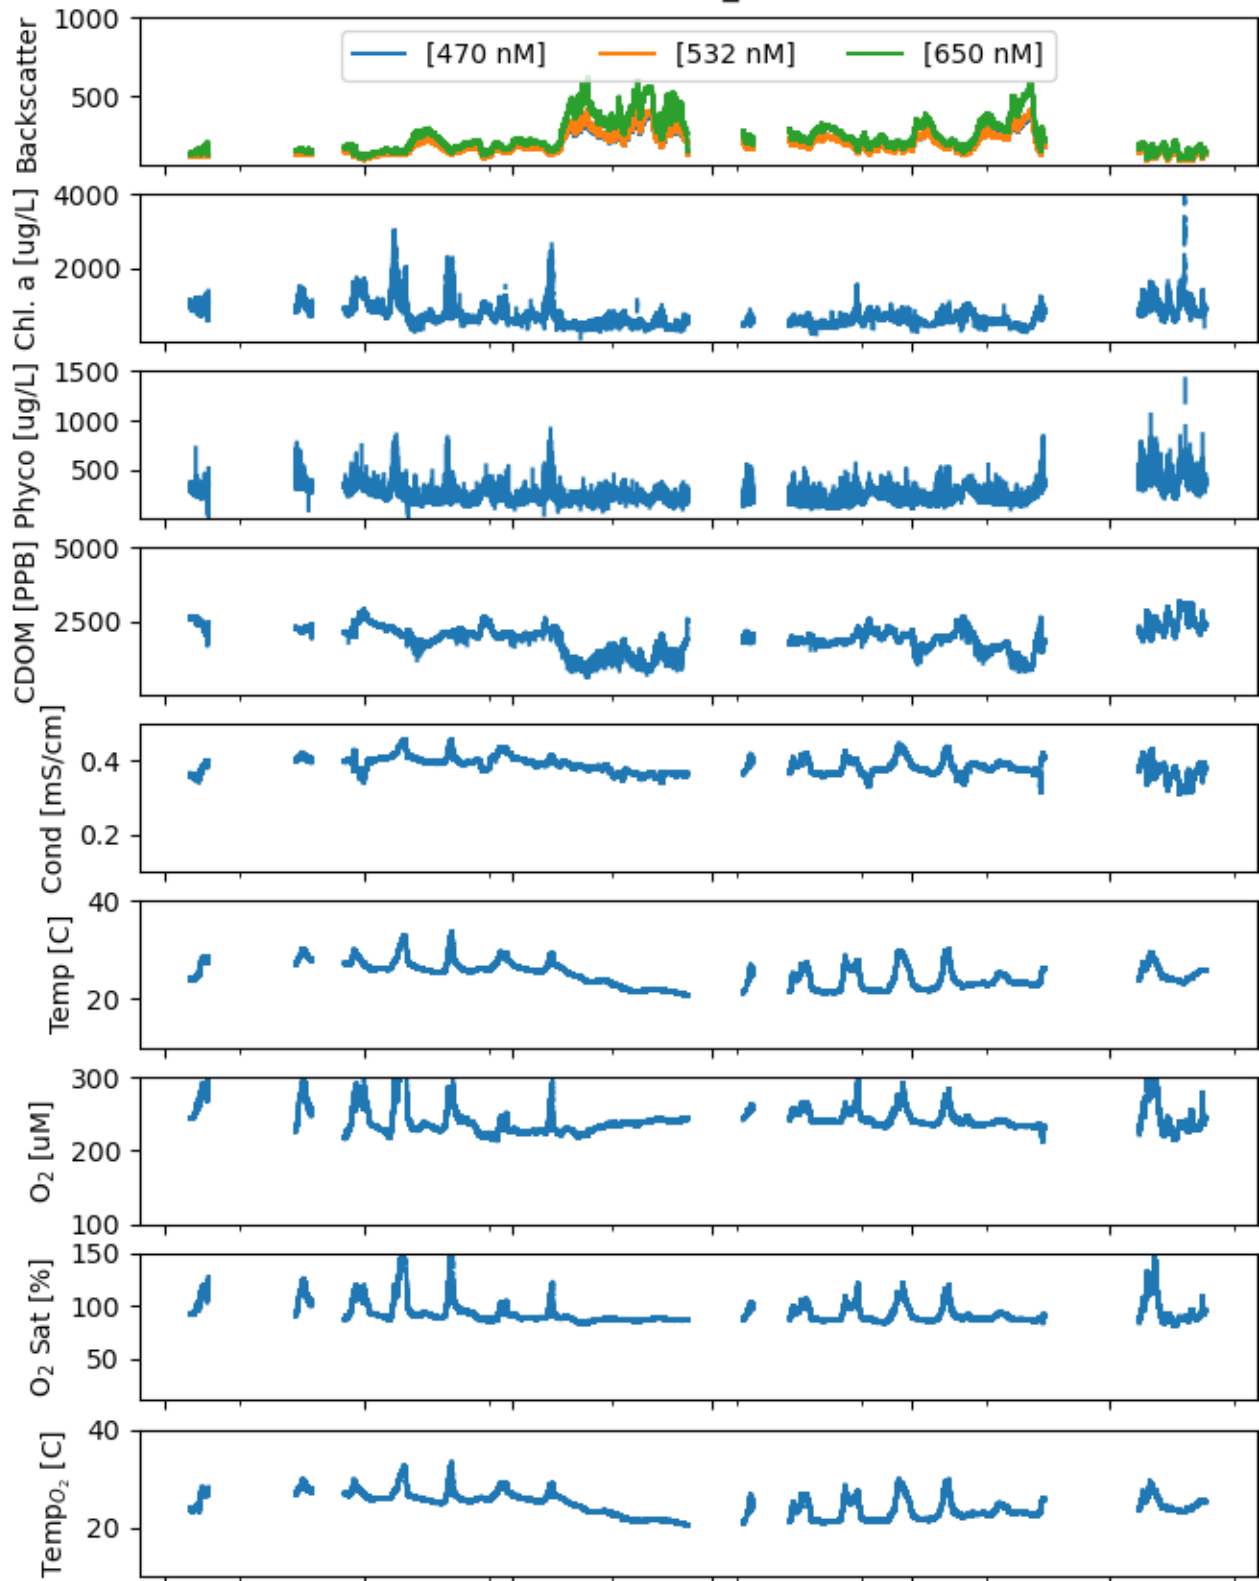 1000
500
Backscatter
[470 nM] [532 nM] [650 nM]
4000
2000
Chl. a [ug/L]
1500
1000
500
Phyco [ug/L]
5000
2500
CDOM [PPB]
0.4
0.2
Cond [mS/cm]
40
20
Temp [C]
300
200
100
O₂ [uM]
150
100
50
O₂ Sat [%]
40
20
Temp_O₂ [C]